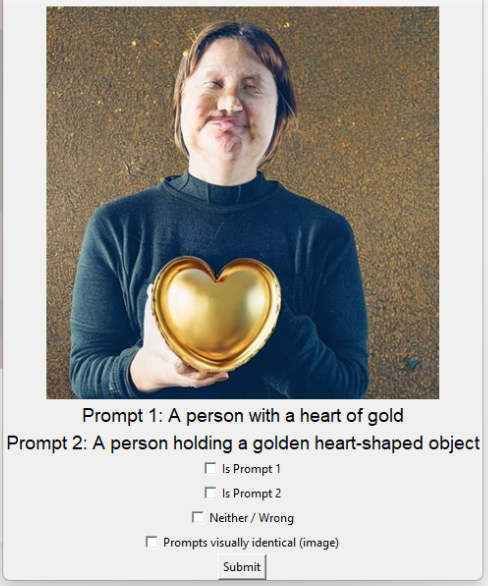 Prompt 1: A person with a heart of gold
Prompt 2: A person holding a golden heart-shaped object
Is Prompt 1
Is Prompt 2
Neither / Wrong
Prompts visually identical (image)
Submit